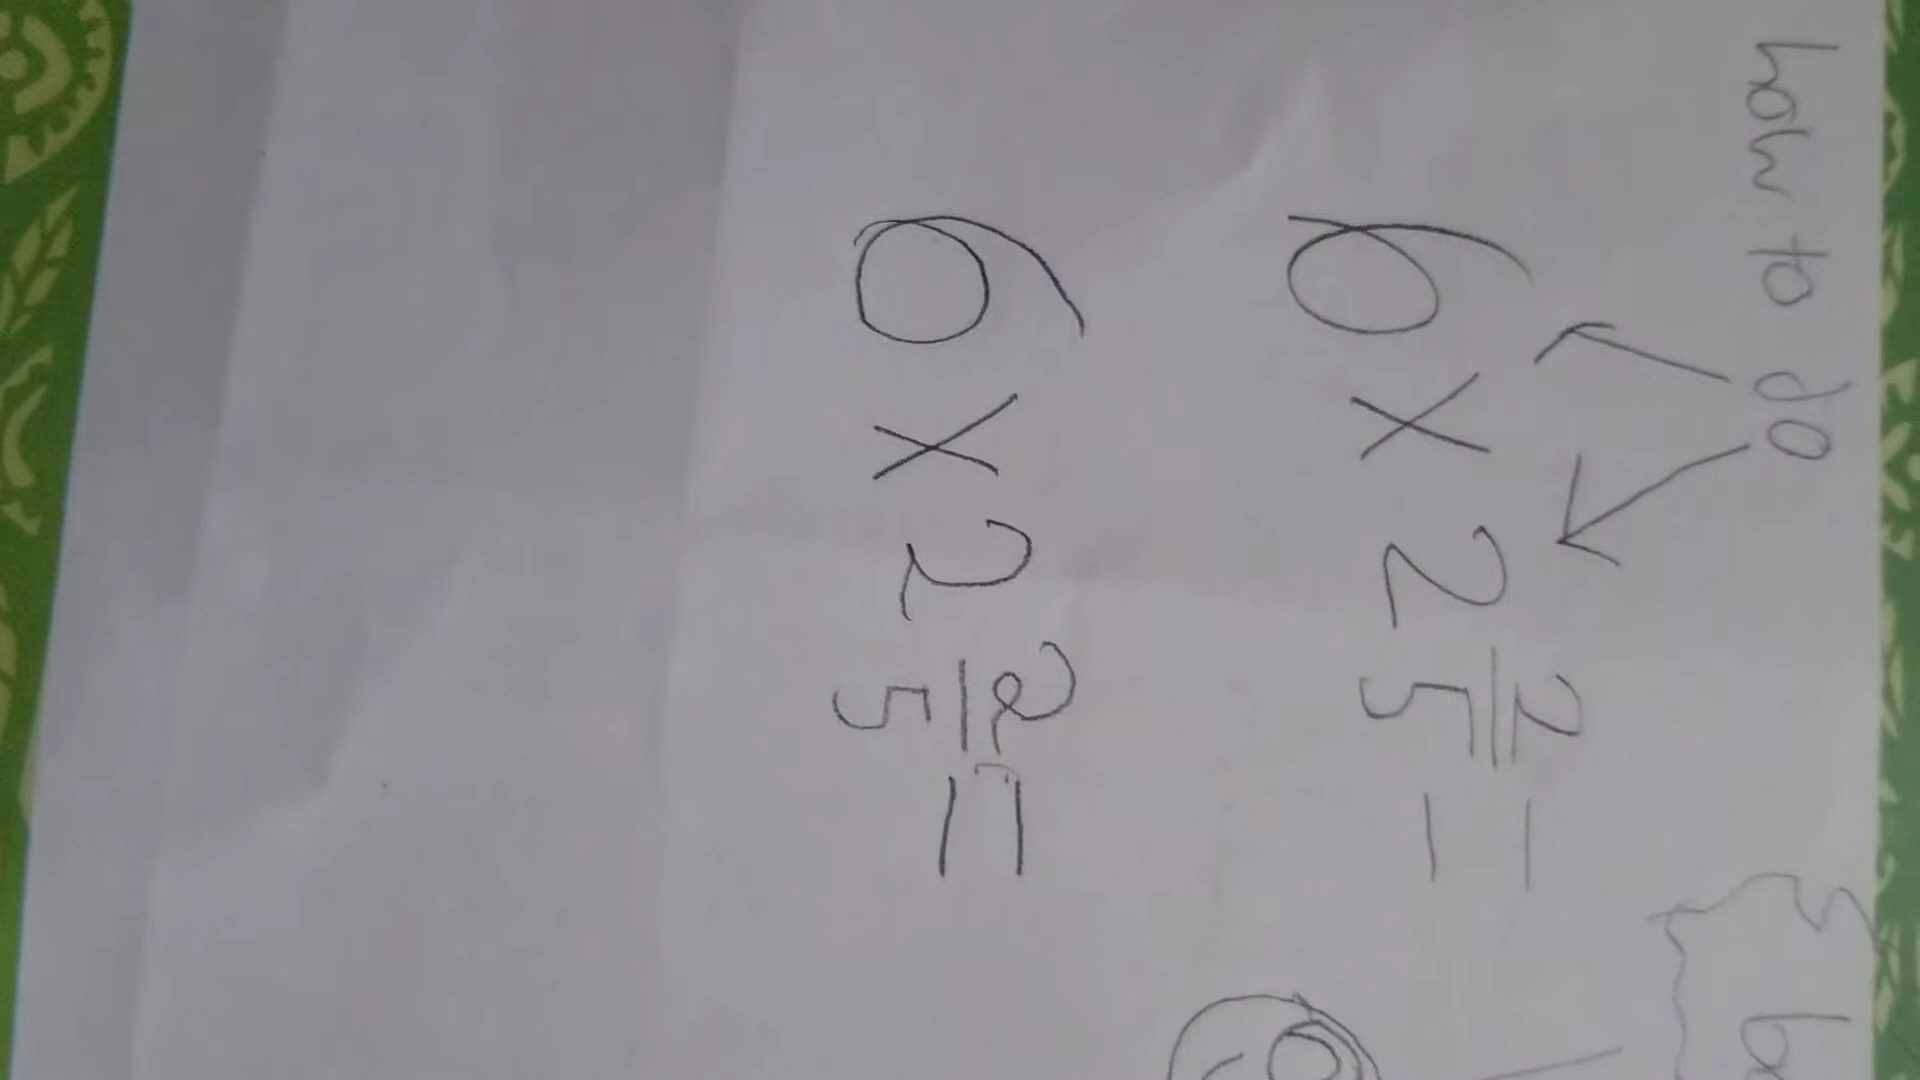 how to do
6 x 2 2/5 =
6 x 2 2/5 =